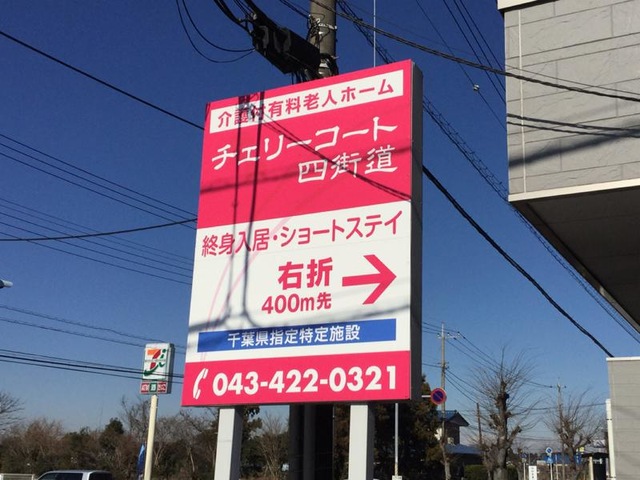 介護付有料老人ホーム
チェリーコート
四街道
終身入居・ショートステイ
右折
400m先
千葉県指定特定施設
043-422-0321